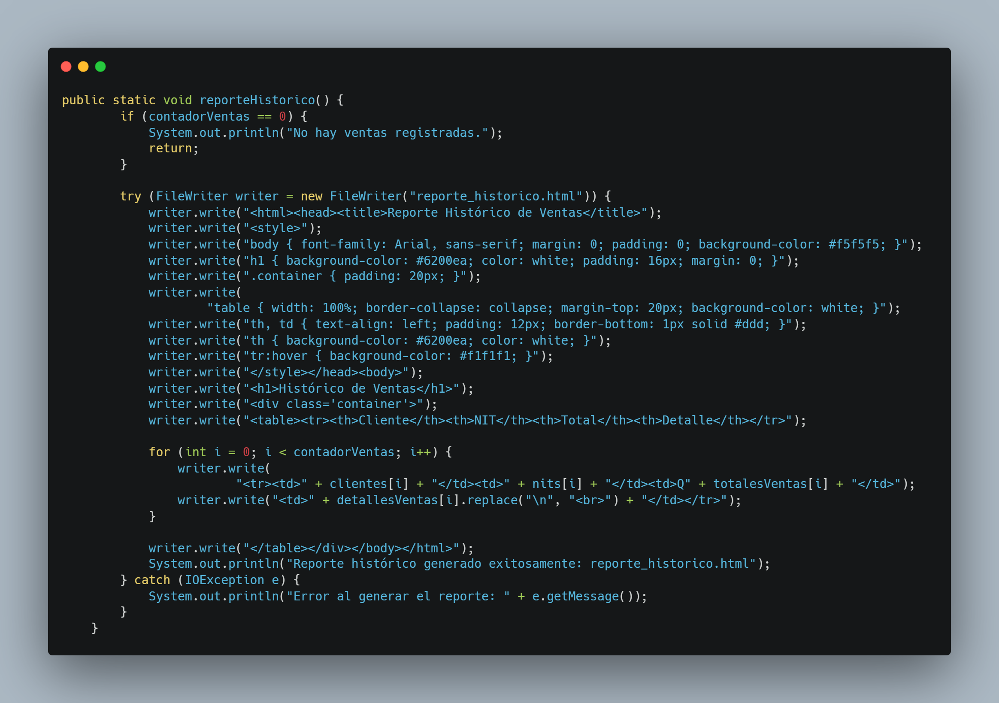 public static void reporteHistorico() {
        if (contadorVentas == 0) {
            System.out.println("No hay ventas registradas.");
            return;
        }

        try (FileWriter writer = new FileWriter("reporte_historico.html")) {
            writer.write("<html><head><title>Reporte Histórico de Ventas</title>");
            writer.write("<style>");
            writer.write("body { font-family: Arial, sans-serif; margin: 0; padding: 0; background-color: #f5f5f5; }");
            writer.write("h1 { background-color: #6200ea; color: white; padding: 16px; margin: 0; }");
            writer.write(".container { padding: 20px; }");
            writer.write(
                    "table { width: 100%; border-collapse: collapse; margin-top: 20px; background-color: white; }");
            writer.write("th, td { text-align: left; padding: 12px; border-bottom: 1px solid #ddd; }");
            writer.write("th { background-color: #6200ea; color: white; }");
            writer.write("tr:hover { background-color: #f1f1f1; }");
            writer.write("</style></head><body>");
            writer.write("<h1>Histórico de Ventas</h1>");
            writer.write("<div class='container'>");
            writer.write("<table><tr><th>Cliente</th><th>NIT</th><th>Total</th><th>Detalle</th></tr>");

            for (int i = 0; i < contadorVentas; i++) {
                writer.write(
                        "<tr><td>" + clientes[i] + "</td><td>" + nits[i] + "</td><td>Q" + totalesVentas[i] + "</td>");
                writer.write("<td>" + detallesVentas[i].replace("\n", "<br>") + "</td></tr>");
            }

            writer.write("</table></div></body></html>");
            System.out.println("Reporte histórico generado exitosamente: reporte_historico.html");
        } catch (IOException e) {
            System.out.println("Error al generar el reporte: " + e.getMessage());
        }
    }